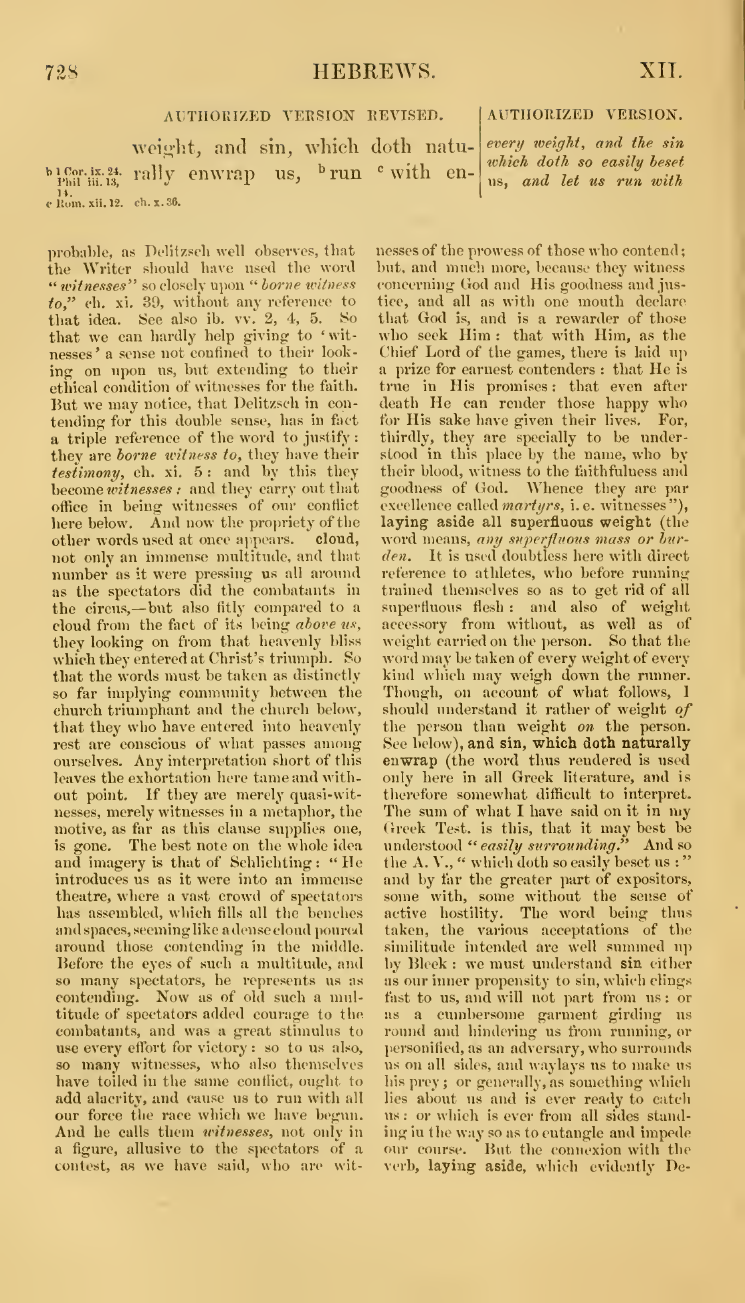 728
HEBREWS.
XII.
AUTHORIZED VERSION REVISED.
weight, and sin, which doth natu-
rally enwrap us, b run c with en-
b 1 Cor. ix. 24.
Phil iii. 13,
14.
c Rom. xii. 12. ch. x. 36.
AUTHORIZED VERSION.
every weight, and the sin
which doth so easily beset
us, and let us run with
probable, as Delitzsch well observes, that
the Writer should have used the word
“witnesses” so closely upon “borne witness
to,” ch. xi. 39, without any reference to
that idea. See also ib. vv. 2, 4, 5. So
that we can hardly help giving to ‘wit-
nesses’ a sense not confined to their look-
ing on upon us, but extending to their
ethical condition of witnesses for the faith.
But we may notice, that Delitzsch in con-
tending for this double sense, has in fact
a triple reference of the word to justify:
they are borne witness to, they have their
testimony, ch. xi. 5: and by this they
become witnesses: and they carry out that
office in being witnesses of our conflict
here below. And now the propriety of the
other words used at once appears. cloud,
not only an immense multitude, and that
number as it were pressing us all around
as the spectators did the combatants in
the circus,—but also fitly compared to a
cloud from the fact of its being above us,
they looking on from that heavenly bliss
which they entered at Christ's triumph. So
that the words must be taken as distinctly
so far implying community between the
church triumphant and the church below,
that they who have entered into heavenly
rest are conscious of what passes among
ourselves. Any interpretation short of this
leaves the exhortation here tame and with-
out point. If they are merely quasi-wit-
nesses, merely witnesses in a metaphor, the
motive, as far as this clause supplies one,
is gone. The best note on the whole idea
and imagery is that of Schlichting: “He
introduces us as it were into an immense
theatre, where a vast crowd of spectators
has assembled, which fills all the benches
and spaces, seeming like a dense cloud poured
around those contending in the middle.
Before the eyes of such a multitude, and
so many spectators, he represents us as
contending. Now as of old such a mul-
titude of spectators added courage to the
combatants, and was a great stimulus to
use every effort for victory: so to us also,
so many witnesses, who also themselves
have toiled in the same conflict, ought to
add alacrity, and cause us to run with all
our force the race which we have begun.
And he calls them witnesses, not only in
a figure, allusive to the spectators of a
contest, as we have said, who are wit-
nesses of the prowess of those who contend;
but, and much more, because they witness
concerning God and His goodness and jus-
tice, and all as with one mouth declare
that God is, and is a rewarder of those
who seek Him: that with Him, as the
Chief Lord of the games, there is laid up
a prize for earnest contenders: that He is
true in His promises: that even after
death He can render those happy who
for His sake have given their lives. For,
thirdly, they are specially to be under-
stood in this place by the name, who by
their blood, witness to the faithfulness and
goodness of God. Whence they are par
excellence called martyrs, i. e. witnesses”),
laying aside all superfluous weight (the
word means, any superfluous mass or bur-
den. It is used doubtless here with direct
reference to athletes, who before running
trained themselves so as to get rid of all
superfluous flesh: and also of weight
accessory from without, as well as of
weight carried on the person. So that the
word may be taken of every weight of every
kind which may weigh down the runner.
Though, on account of what follows, I
should understand it rather of weight of
the person than weight on the person.
See below), and sin, which doth naturally
enwrap (the word thus rendered is used
only here in all Greek literature, and is
therefore somewhat difficult to interpret.
The sum of what I have said on it in my
Greek Test. is this, that it may best be
understood “easily surrounding.” And so
the A. V., “which doth so easily beset us:”
and by far the greater part of expositors,
some with, some without the sense of
active hostility. The word being thus
taken, the various acceptations of the
similitude intended are well summed up
by Bleek: we must understand sin either
as our inner propensity to sin, which clings
fast to us, and will not part from us: or
as a cumbersome garment girding us
round and hindering us from running, or
personified, as an adversary, who surrounds
us on all sides, and waylays us to make us
his prey; or generally, as something which
lies about us and is ever ready to catch
us: or which is ever from all sides stand-
ing in the way so as to entangle and impede
our course. But the connexion with the
verb, laying aside, which evidently De-